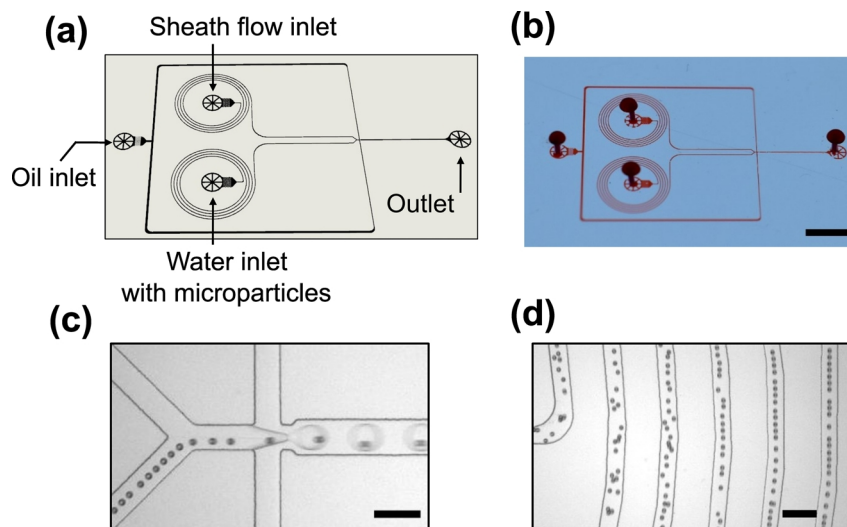 (a)
Sheath flow inlet
Oil inlet
Outlet
Water inlet
with microparticles
(b)
(c)
(d)